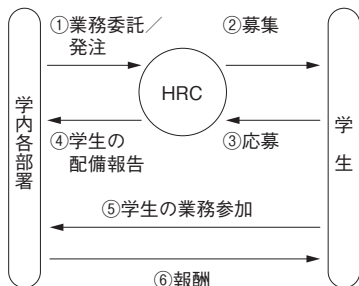 ①業務委託／
発注
②募集
学内各部署
HRC
学生
④学生の
配備報告
③応募
⑤学生の業務参加
⑥報酬